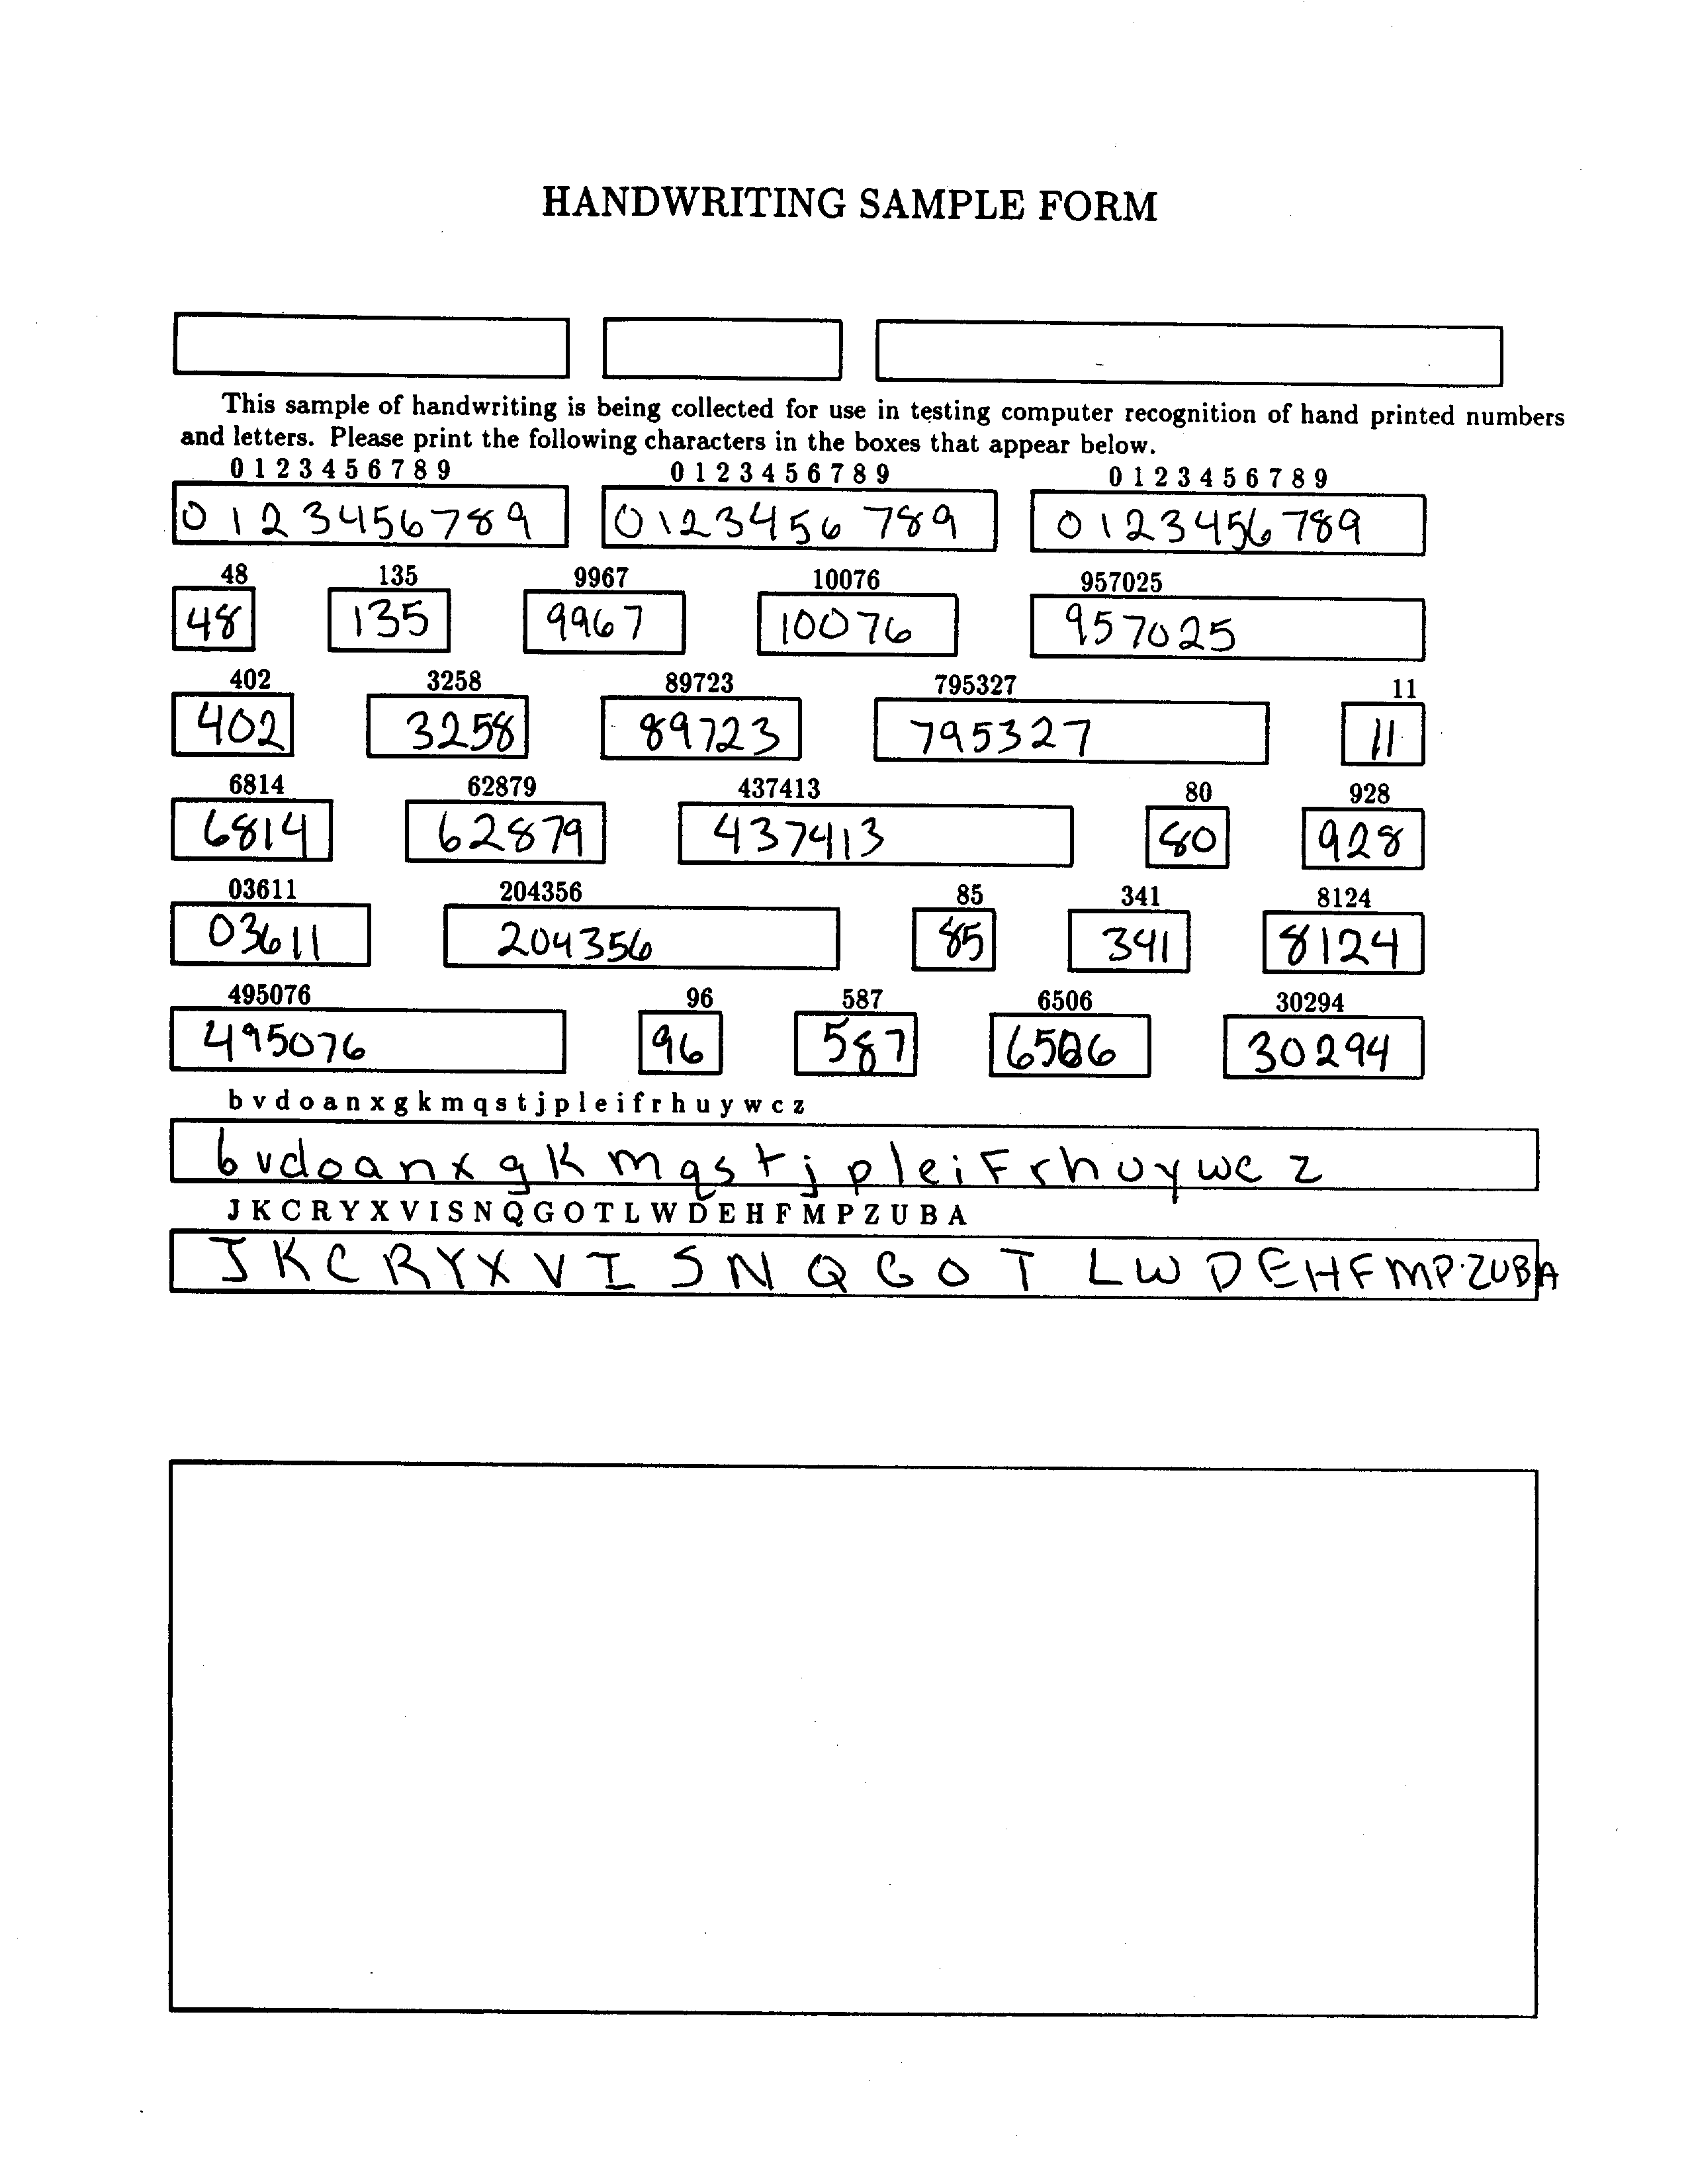 HANDWRITING SAMPLE FORM
This sample of handwriting is being collected for use in testing computer recognition of hand printed numbers
and letters. Please print the following characters in the boxes that appear below.
0 1 2 3 4 5 6 7 8 9 0 1 2 3 4 5 6 7 8 9 0 1 2 3 4 5 6 7 8 9
0123456789 0123456789 0123456789
48 135 9967 10076 957025
48 135 9967 10076 957025
402 3258 89723 795327 11
402 3258 89723 795327 11
6814 62879 437413 80 928
6814 62879 437413 80 928
03611 204356 85 341 8124
03611 204356 85 341 8124
495076 96 587 6506 30294
495076 96 587 6506 30294
b v d o a n x g k m q s t j p l e i f r h u y w c z
b v d o a n x g k m q s t j p l e i F r h u y w c z
J K C R Y X V I S N Q G O T L W D E H F M P Z U B A
J K C R Y X V I S N Q G O T L W D E H F M P Z U B A